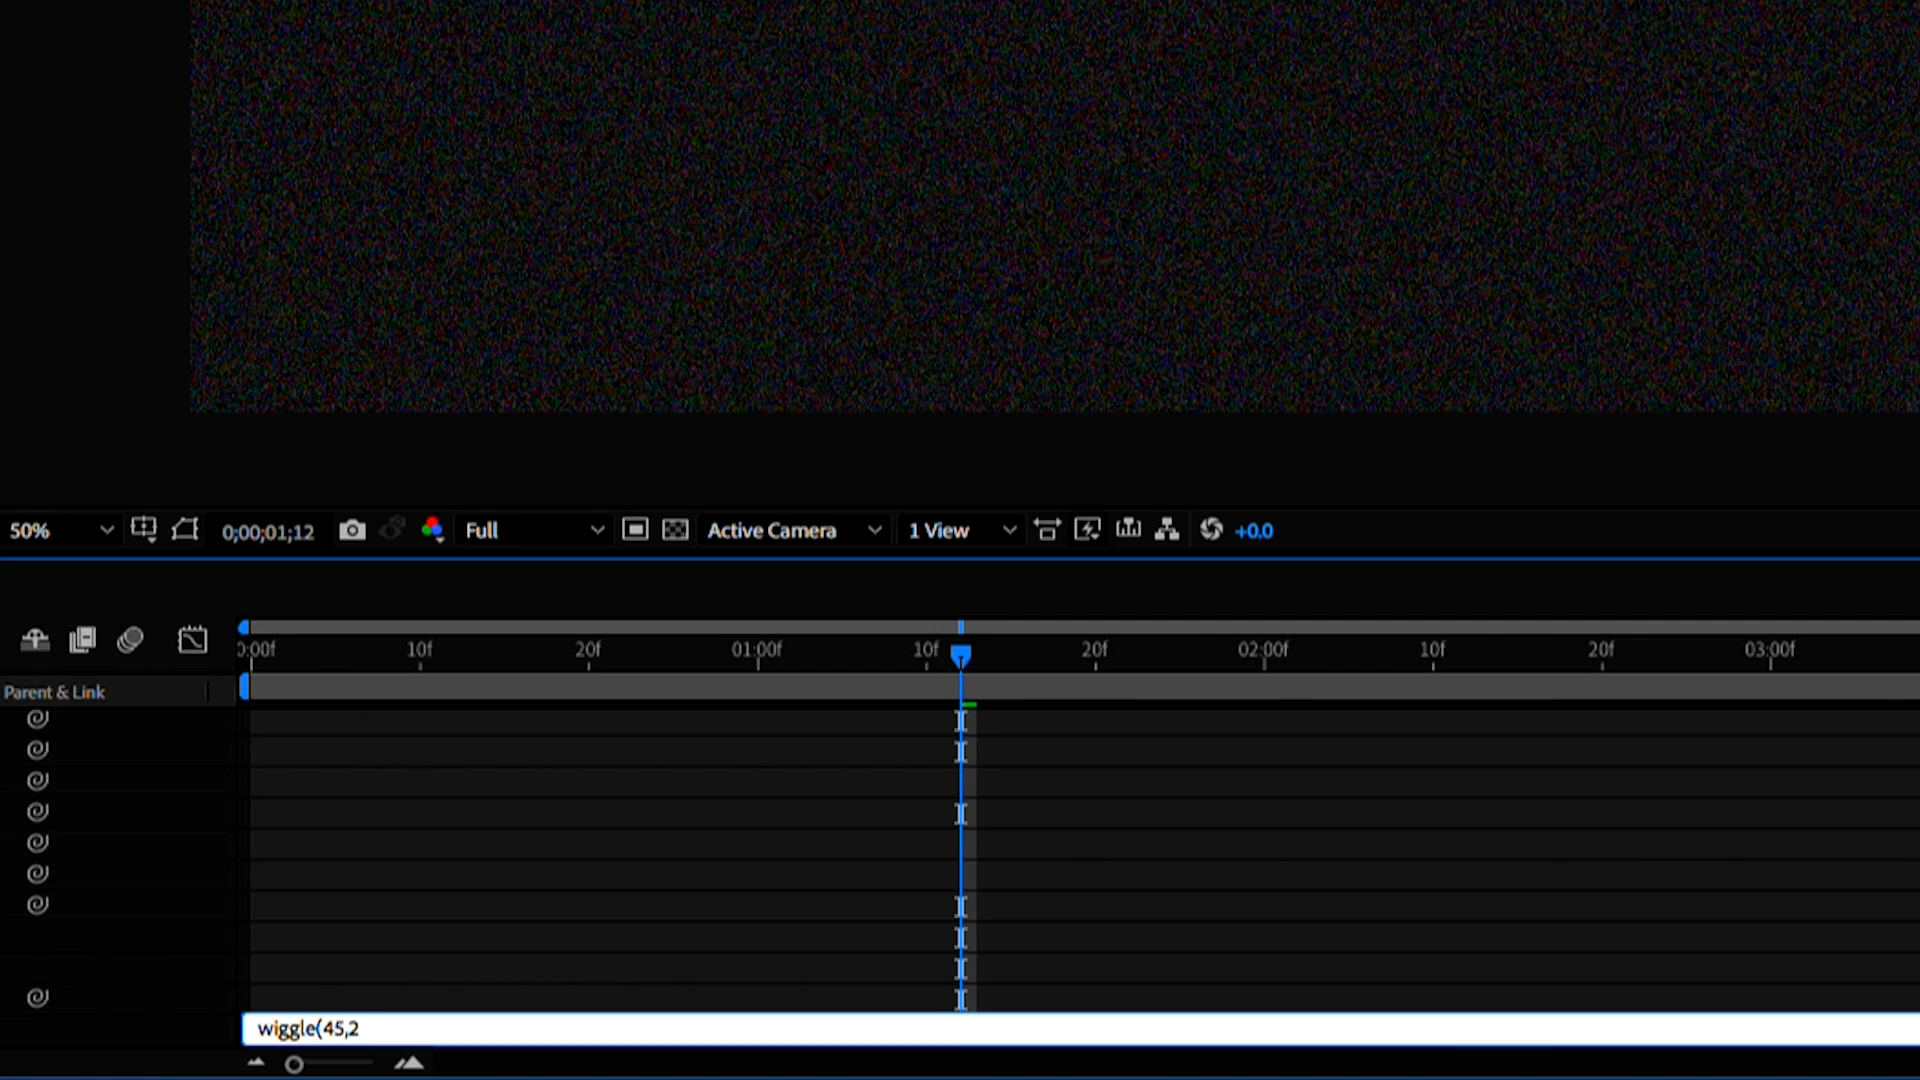 50% 0;00;01;12 Full Active Camera 1 View +0.0
0:00f 10f 20f 01:00f 10f 20f 02:00f 10f 20f 03:00f
Parent & Link
wiggle(45,2